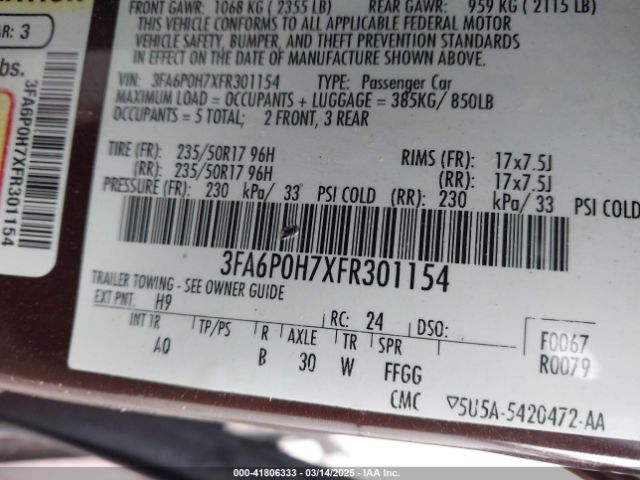 AR: 3
bs.
3FA6P0H7XFR301154
FRONT GAWR: 1068 KG ( 2355 LB) REAR GAWR: 959 KG ( 2115 LB)
THIS VEHICLE CONFORMS TO ALL APPLICABLE FEDERAL MOTOR
VEHICLE SAFETY, BUMPER, AND THEFT PREVENTION STANDARDS
IN EFFECT ON THE DATE OF MANUFACTURE SHOWN ABOVE.
VIN: 3FA6P0H7XFR301154 TYPE: Passenger Car
MAXIMUM LOAD = OCCUPANTS + LUGGAGE = 385KG/ 850LB
OCCUPANTS = 5 TOTAL; 2 FRONT, 3 REAR
TIRE (FR): 235/50R17 96H RIMS (FR): 17x7.5J
(RR): 235/50R17 96H (RR): 17x7.5J
PRESSURE (FR): 230 kPa/ 33 PSI COLD (RR): 230 kPa/ 33 PSI COLD
3FA6P0H7XFR301154
TRAILER TOWING - SEE OWNER GUIDE
EXT PNT: H9 RC: 24 DSO: F0067
INT TR TP/PS R AXLE TR SPR R0079
AO B 30 W FFGG
CMC ▽5U5A-5420472-AA
000-41806333 — 03/14/2025 — IAA, Inc.